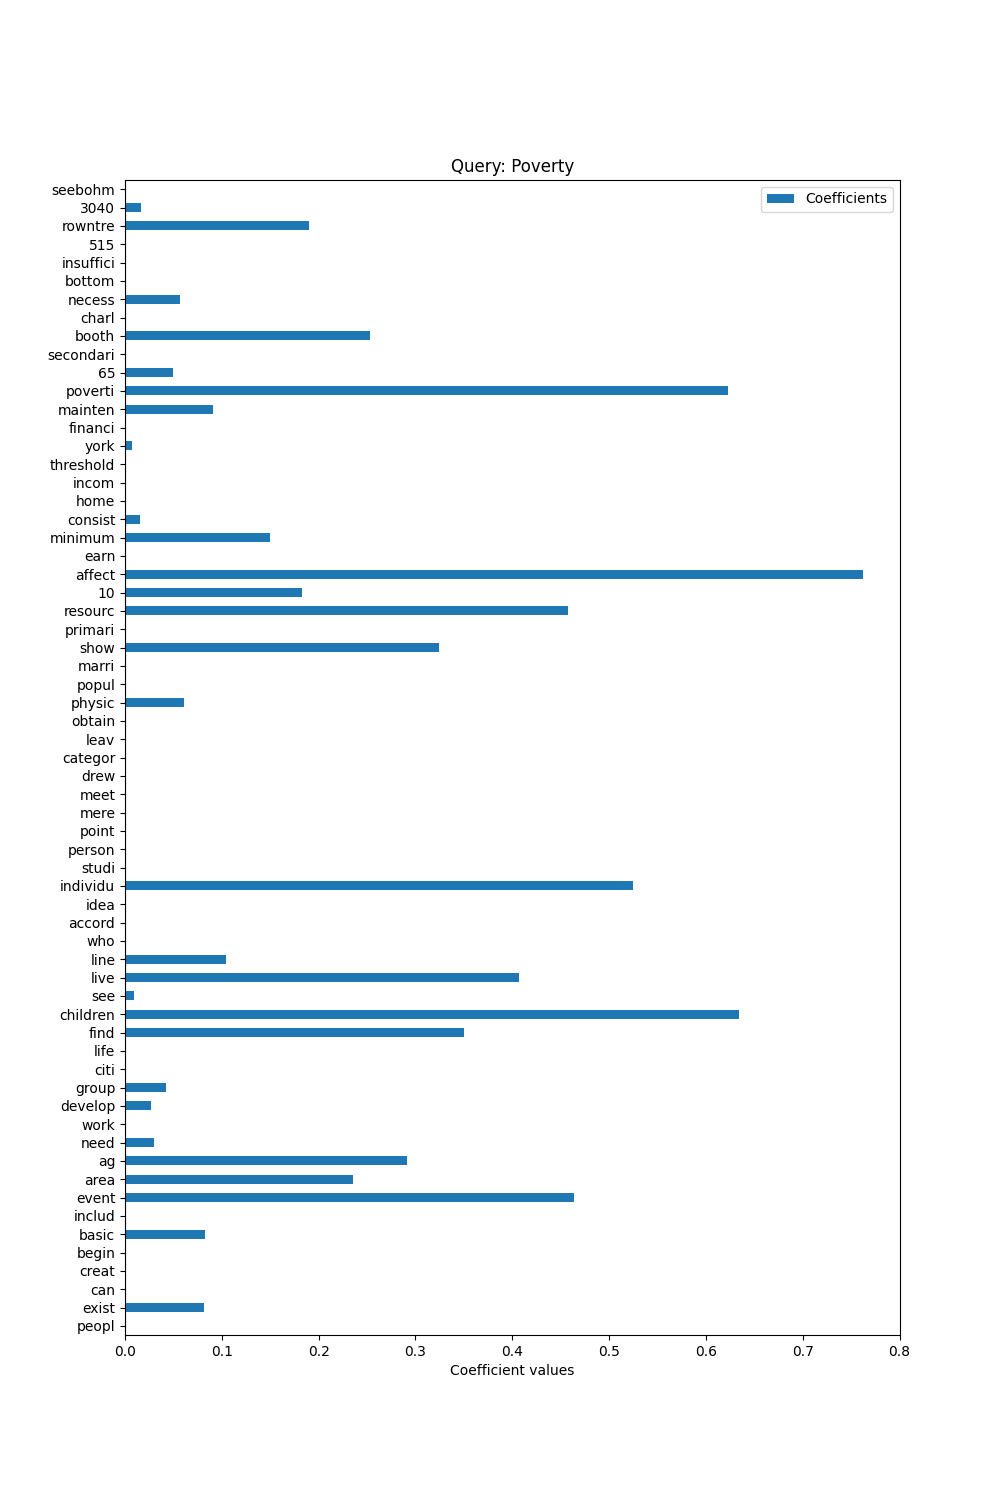 Query: Poverty
Coefficients
seebohm
3040
rowntre
515
insuffici
bottom
necess
charl
booth
secondari
65
poverti
mainten
financi
york
threshold
incom
home
consist
minimum
earn
affect
10
resourc
primari
show
marri
popul
physic
obtain
leav
categor
drew
meet
mere
point
person
studi
individu
idea
accord
who
line
live
see
children
find
life
citi
group
develop
work
need
ag
area
event
includ
basic
begin
creat
can
exist
peopl
0.0 0.1 0.2 0.3 0.4 0.5 0.6 0.7 0.8
Coefficient values